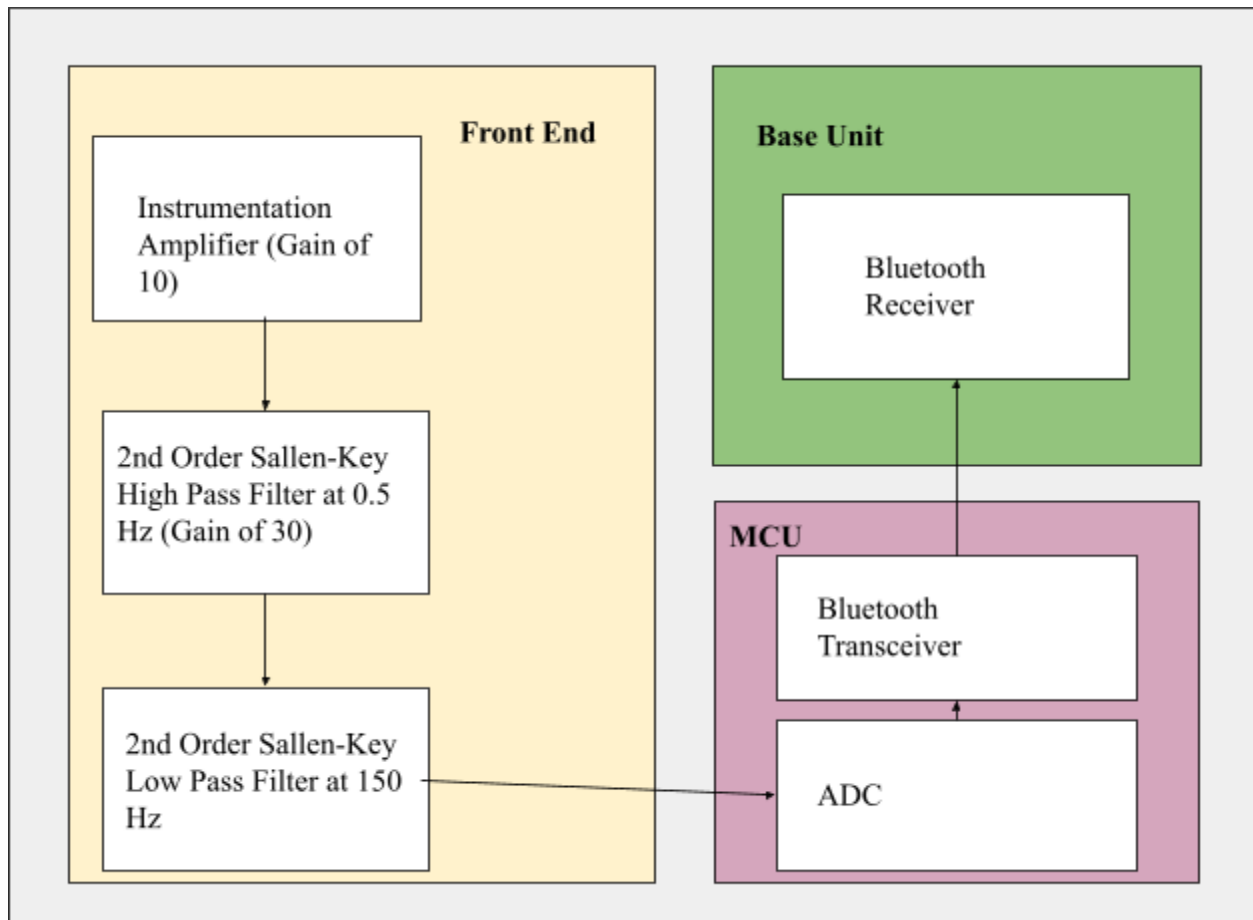 Front End
Instrumentation
Amplifier (Gain of
10)
2nd Order Sallen-Key
High Pass Filter at 0.5
Hz (Gain of 30)
2nd Order Sallen-Key
Low Pass Filter at 150
Hz
Base Unit
Bluetooth
Receiver
MCU
Bluetooth
Transceiver
ADC